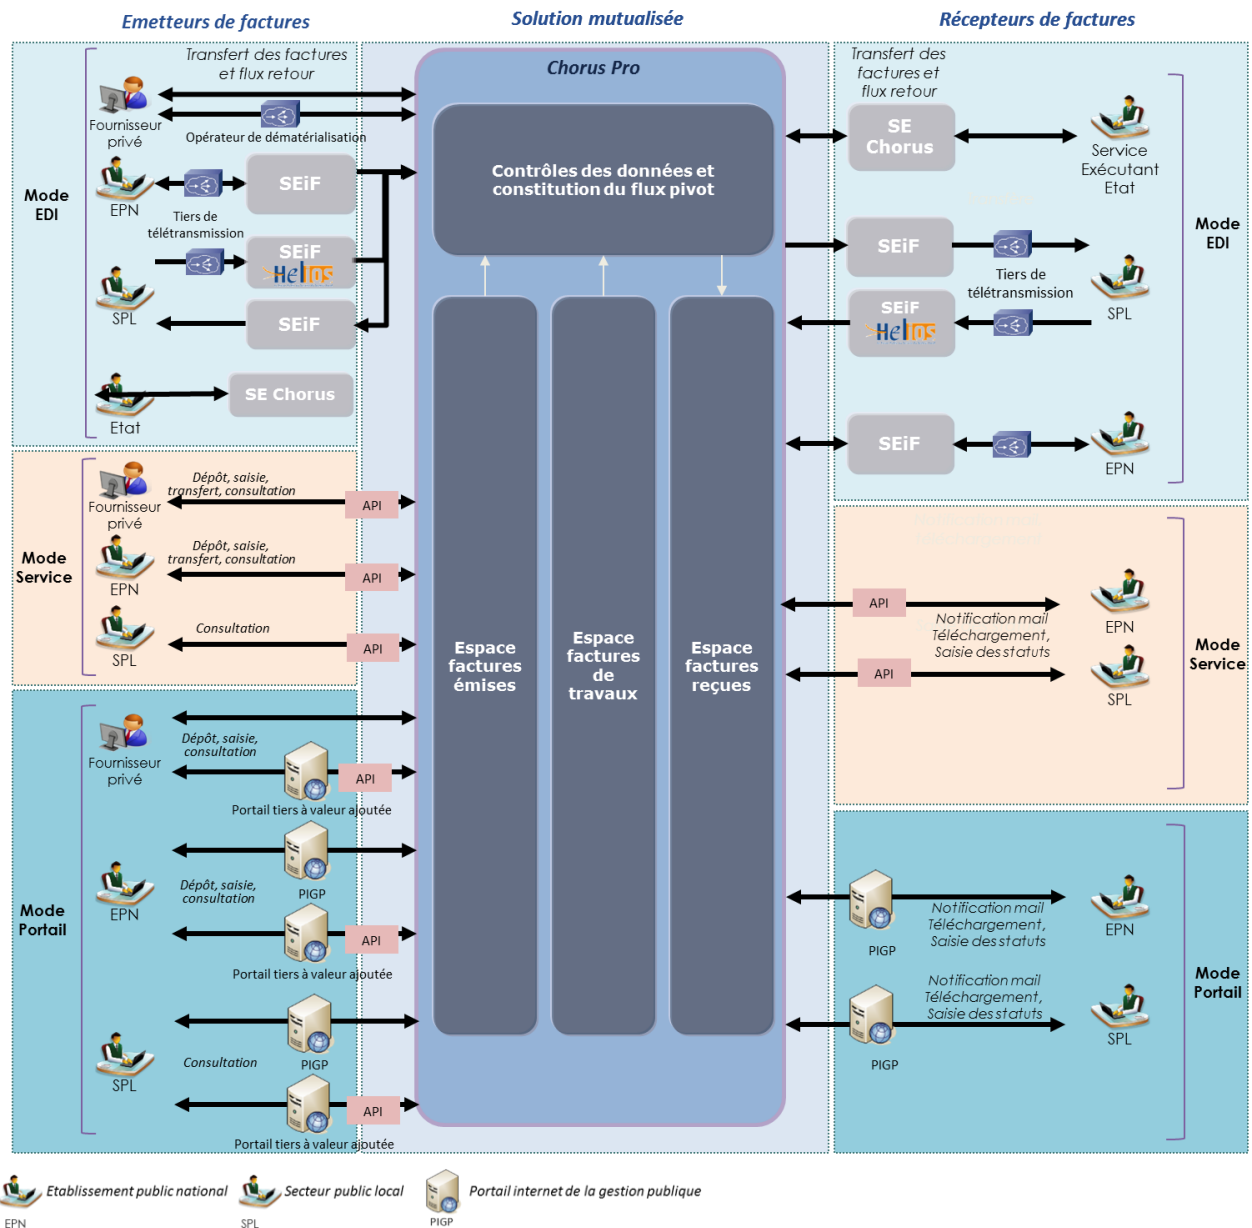 Emetteurs de factures
Solution mutualisée
Récepteurs de factures
Transfert des factures
et flux retour
Fournisseur
privé
Opérateur de dématérialisation
Mode
EDI
EPN
SEiF
Tiers de
télétransmission
SEiF
Helios
SPL
SEiF
Etat
SE Chorus
Mode
Service
Fournisseur
privé
Dépôt, saisie,
transfert, consultation
API
EPN
Dépôt, saisie,
transfert, consultation
API
SPL
Consultation
API
Mode
Portail
Fournisseur
privé
Dépôt, saisie,
consultation
API
Portail tiers à valeur ajoutée
EPN
Dépôt, saisie,
consultation
PIGP
API
Portail tiers à valeur ajoutée
SPL
Consultation
PIGP
API
Portail tiers à valeur ajoutée
Chorus Pro
Contrôles des données et
constitution du flux pivot
Espace
factures
émises
Espace
factures
de
travaux
Espace
factures
reçues
Transfert des
factures et
flux retour
SE
Chorus
Service
Exécutant
Etat
Mode
EDI
SEiF
Tiers de
télétransmission
SPL
SEiF
Helios
SEiF
EPN
API
EPN
Notification mail
Téléchargement,
Saisie des statuts
Mode
Service
API
SPL
PIGP
Notification mail
Téléchargement,
Saisie des statuts
EPN
Mode
Portail
PIGP
Notification mail
Téléchargement,
Saisie des statuts
SPL
EPN
Etablissement public national
SPL
Secteur public local
PIGP
Portail internet de la gestion publique